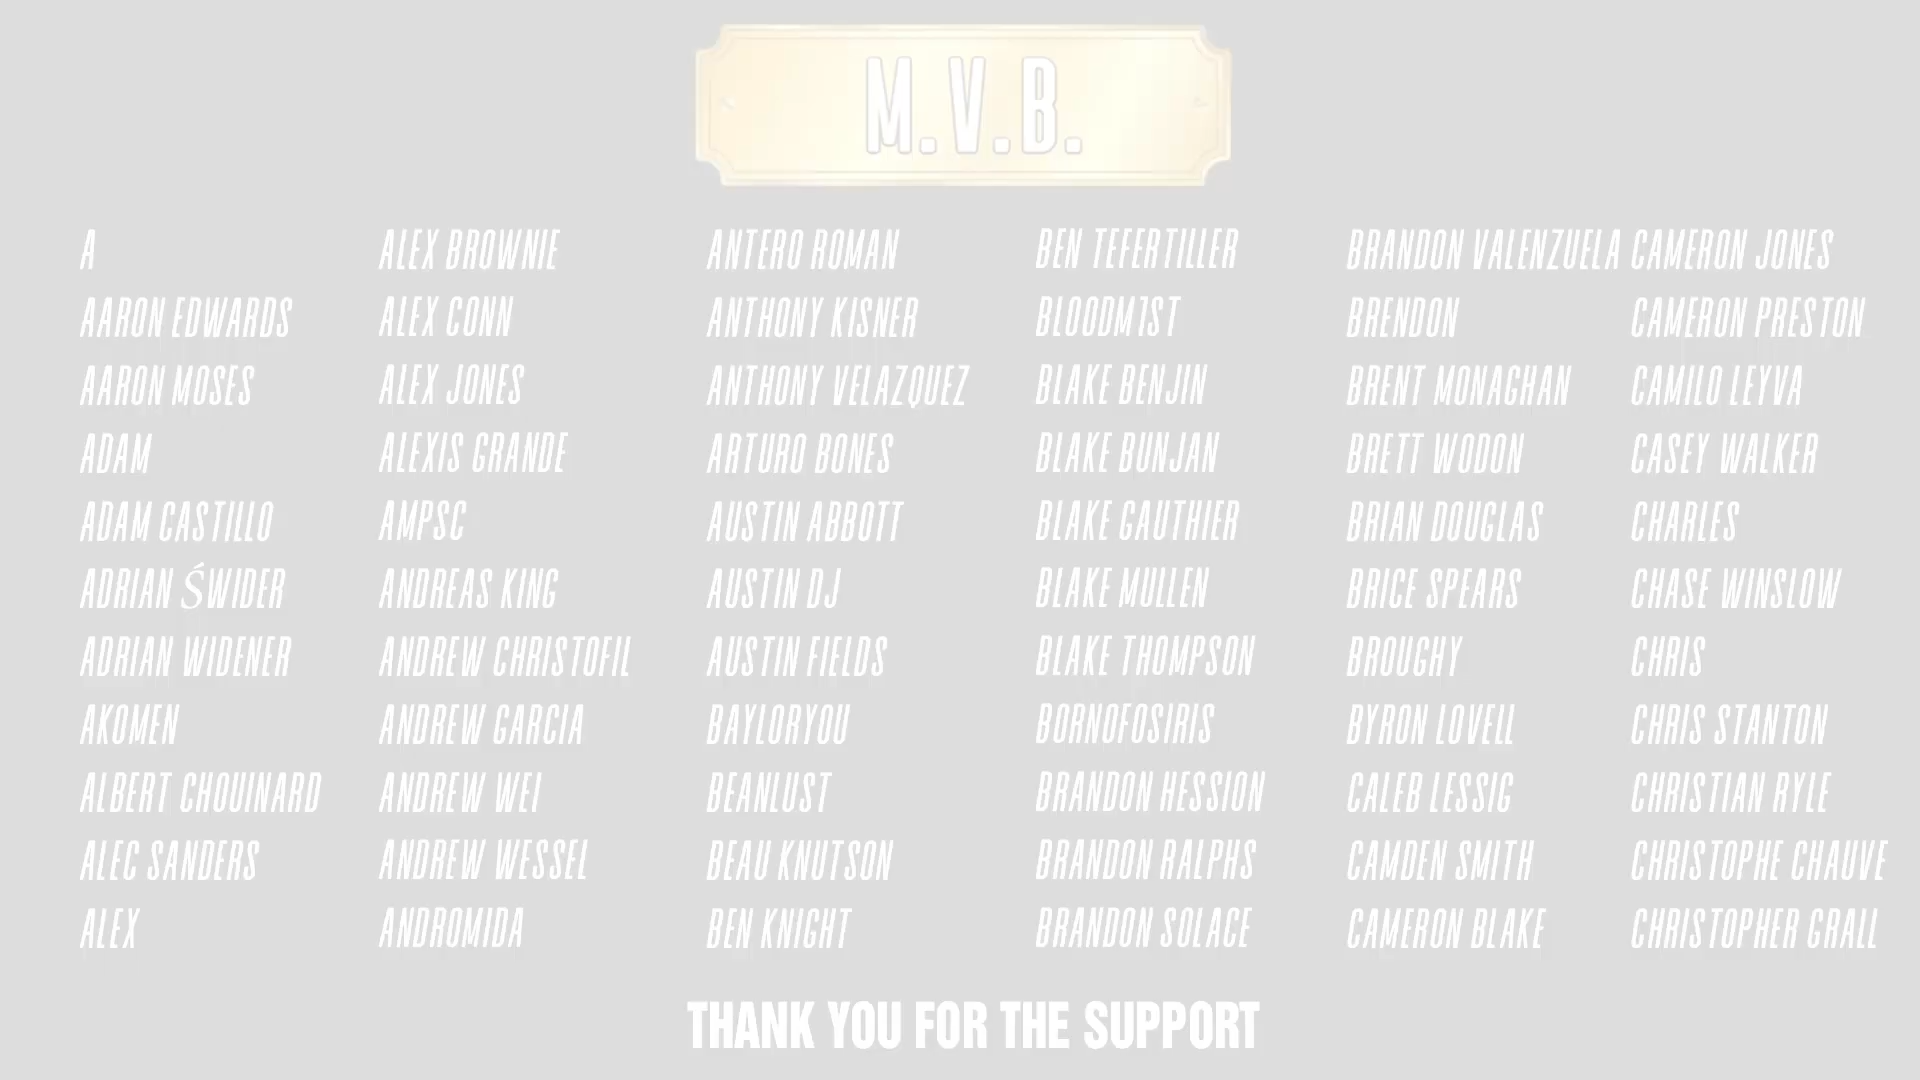 M.V.B.
A
AARON EDWARDS
AARON MOSES
ADAM
ADAM CASTILLO
ADRIAN ŚWIDER
ADRIAN WIDENER
AKOMEN
ALBERT CHOUINARD
ALEC SANDERS
ALEX
ALEX BROWNIE
ALEX CONN
ALEX JONES
ALEXIS GRANDE
AMPSC
ANDREAS KING
ANDREW CHRISTOFIL
ANDREW GARCIA
ANDREW WEI
ANDREW WESSEL
ANDROMIDA
ANTERO ROMAN
ANTHONY KISNER
ANTHONY VELAZQUEZ
ARTURO BONES
AUSTIN ABBOTT
AUSTIN DJ
AUSTIN FIELDS
BAYLORYOU
BEANLUST
BEAU KNUTSON
BEN KNIGHT
BEN TEFERTILLER
BLOODM1ST
BLAKE BENJIN
BLAKE BUNJAN
BLAKE GAUTHIER
BLAKE MULLEN
BLAKE THOMPSON
BORNOFOSIRIS
BRANDON HESSION
BRANDON RALPHS
BRANDON SOLACE
BRANDON VALENZUELA
BRENDON
BRENT MONAGHAN
BRETT WODON
BRIAN DOUGLAS
BRICE SPEARS
BROUGHY
BYRON LOVELL
CALEB LESSIG
CAMDEN SMITH
CAMERON BLAKE
CAMERON JONES
CAMERON PRESTON
CAMILO LEYVA
CASEY WALKER
CHARLES
CHASE WINSLOW
CHRIS
CHRIS STANTON
CHRISTIAN RYLE
CHRISTOPHE CHAUVE
CHRISTOPHER GRALL
THANK YOU FOR THE SUPPORT